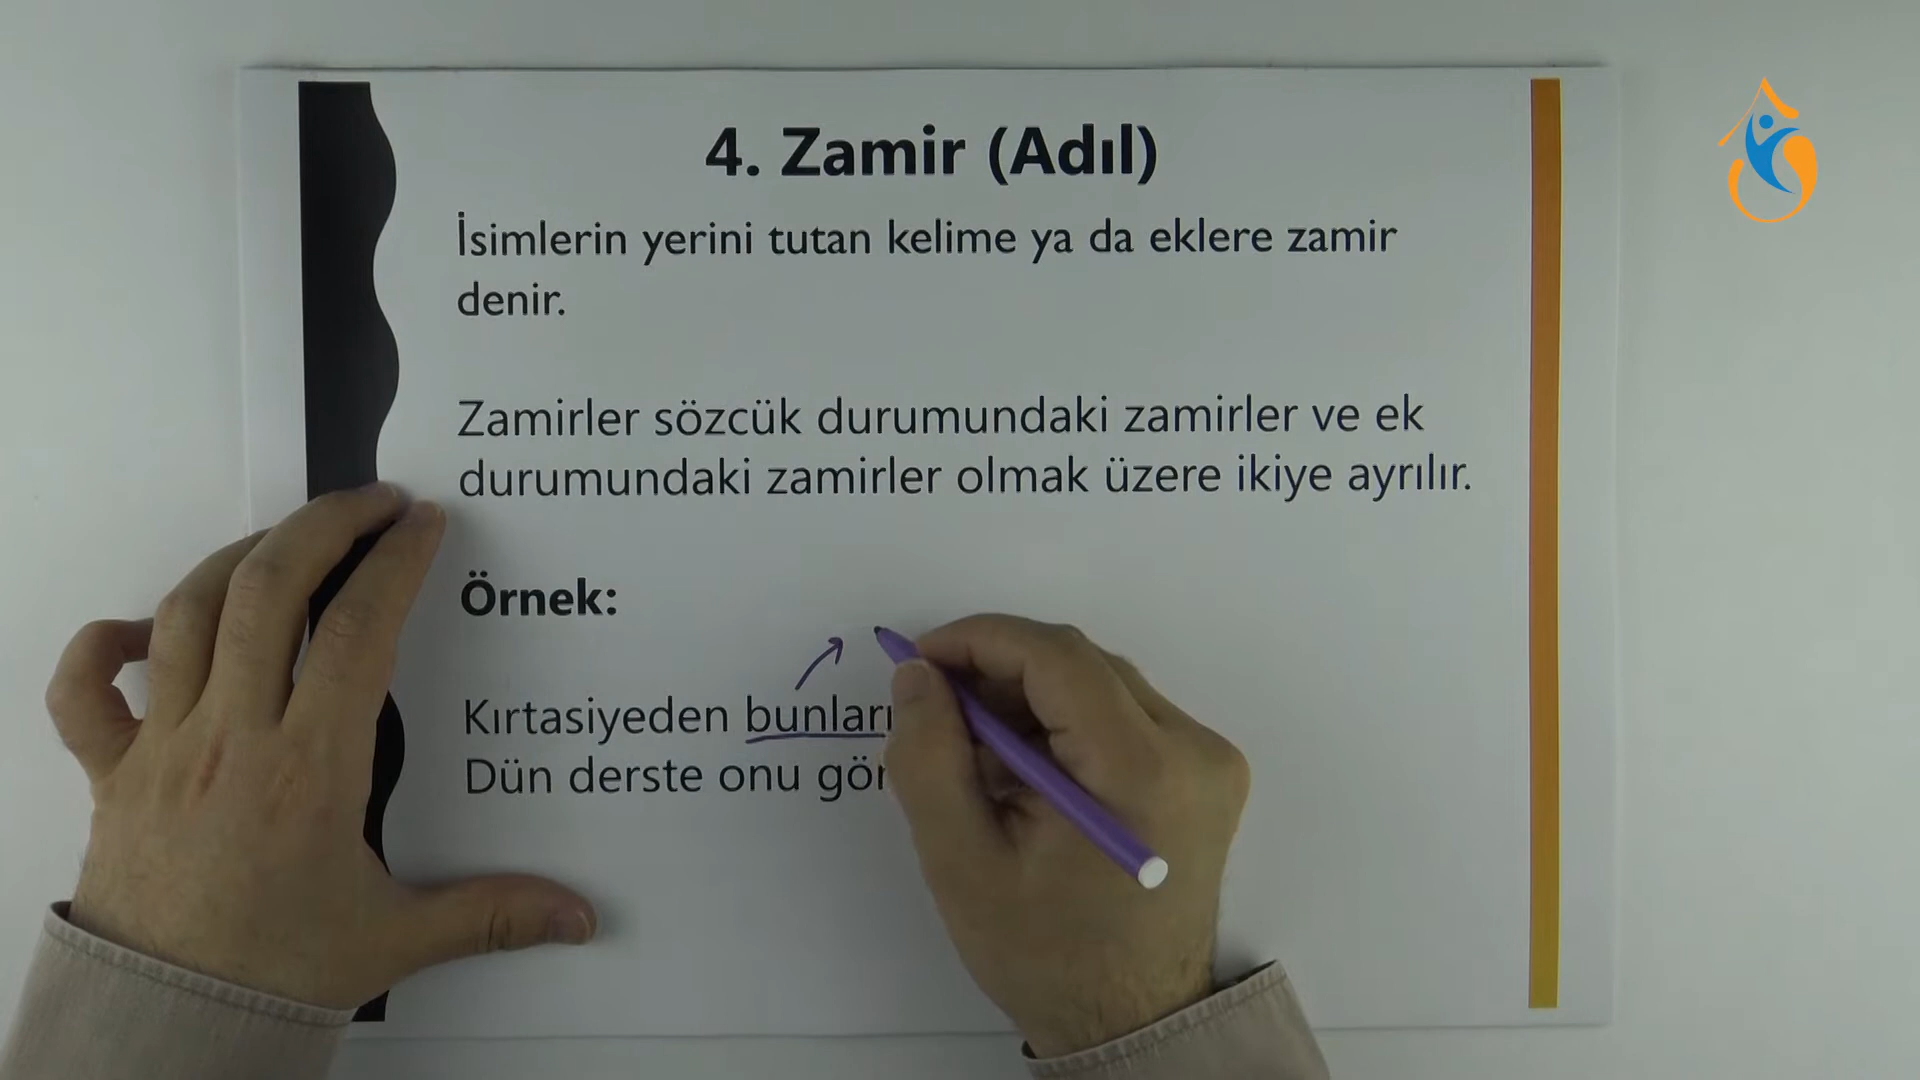 4. Zamir (Adıl)
İsimlerin yerini tutan kelime ya da eklere zamir
denir.
Zamirler sözcük durumundaki zamirler ve ek
durumundaki zamirler olmak üzere ikiye ayrılır.
Örnek:
Kırtasiyeden bunları
Dün derste onu gör